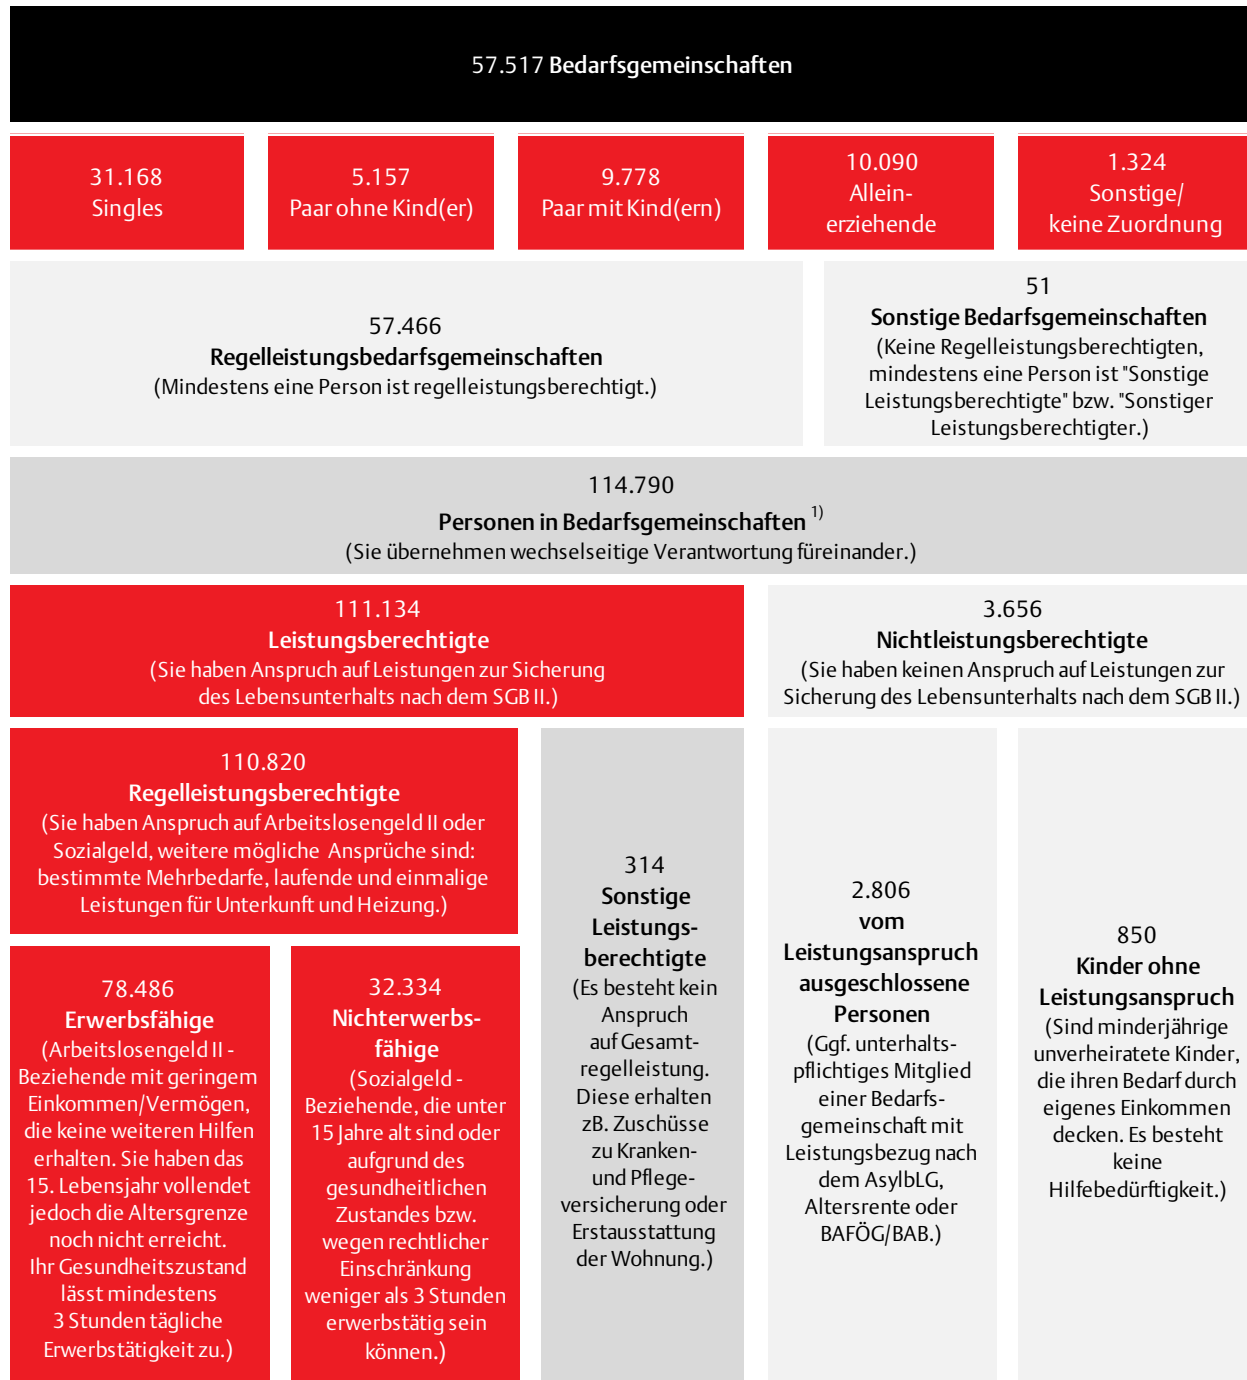 57.517 Bedarfsgemeinschaften
31.168
Singles
5.157
Paar ohne Kind(er)
9.778
Paar mit Kind(ern)
10.090
Allein-
erziehende
1.324
Sonstige/
keine Zuordnung
57.466
Regelleistungsbedarfsgemeinschaften
(Mindestens eine Person ist regelleistungsberechtigt.)
51
Sonstige Bedarfsgemeinschaften
(Keine Regelleistungsberechtigten,
mindestens eine Person ist "Sonstige
Leistungsberechtigte" bzw. "Sonstiger
Leistungsberechtigter.)
114.790
Personen in Bedarfsgemeinschaften 1)
(Sie übernehmen wechselseitige Verantwortung füreinander.)
111.134
Leistungsberechtigte
(Sie haben Anspruch auf Leistungen zur Sicherung
des Lebensunterhalts nach dem SGB II.)
3.656
Nichtleistungsberechtigte
(Sie haben keinen Anspruch auf Leistungen zur
Sicherung des Lebensunterhalts nach dem SGB II.)
110.820
Regelleistungsberechtigte
(Sie haben Anspruch auf Arbeitslosengeld II oder
Sozialgeld, weitere mögliche Ansprüche sind:
bestimmte Mehrbedarfe, laufende und einmalige
Leistungen für Unterkunft und Heizung.)
78.486
Erwerbsfähige
(Arbeitslosengeld II -
Beziehende mit geringem
Einkommen/Vermögen,
die keine weiteren Hilfen
erhalten. Sie haben das
15. Lebensjahr vollendet
jedoch die Altersgrenze
noch nicht erreicht.
Ihr Gesundheitszustand
lässt mindestens
3 Stunden tägliche
Erwerbstätigkeit zu.)
32.334
Nichterwerbs-
fähige
(Sozialgeld -
Beziehende, die unter
15 Jahre alt sind oder
aufgrund des
gesundheitlichen
Zustandes bzw.
wegen rechtlicher
Einschränkung
weniger als 3 Stunden
erwerbstätig sein
können.)
314
Sonstige
Leistungs-
berechtigte
(Es besteht kein
Anspruch
auf Gesamt-
regelleistung.
Diese erhalten
zB. Zuschüsse
zu Kranken-
und Pflege-
versicherung oder
Erstausstattung
der Wohnung.)
2.806
vom
Leistungsanspruch
ausgeschlossene
Personen
(Ggf. unterhalts-
pflichtiges Mitglied
einer Bedarfs-
gemeinschaft mit
Leistungsbezug nach
dem AsylbLG,
Altersrente oder
BAFÖG/BAB.)
850
Kinder ohne
Leistungsanspruch
(Sind minderjährige
unverheiratete Kinder,
die ihren Bedarf durch
eigenes Einkommen
decken. Es besteht
keine
Hilfebedürftigkeit.)